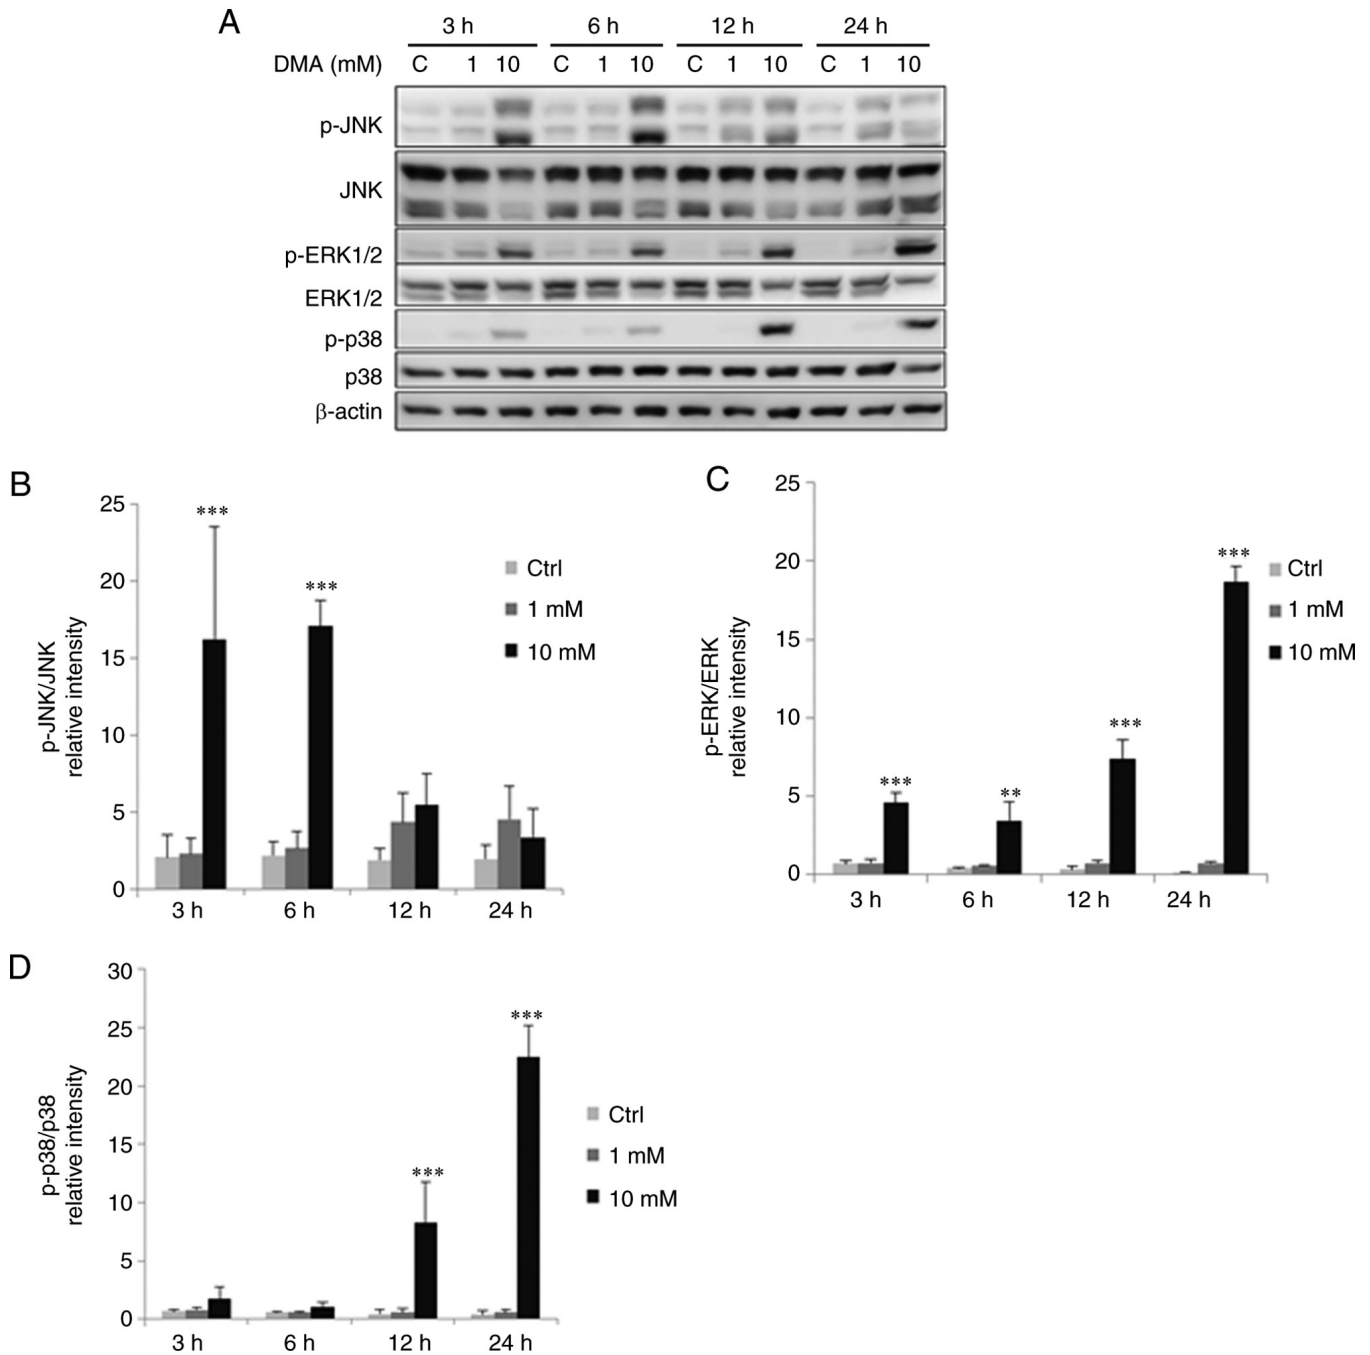 A
3 h 6 h 12 h 24 h
DMA (mM) C 1 10 C 1 10 C 1 10 C 1 10
p-JNK
JNK
p-ERK1/2
ERK1/2
p-p38
p38
β-actin
B
p-JNK/JNK
relative intensity
25
20
15
10
5
0
***
***
Ctrl
1 mM
10 mM
3 h 6 h 12 h 24 h
C
p-ERK/ERK
relative intensity
25
20
15
10
5
0
***
**
***
***
Ctrl
1 mM
10 mM
3 h 6 h 12 h 24 h
D
p-p38/p38
relative intensity
30
25
20
15
10
5
0
***
***
Ctrl
1 mM
10 mM
3 h 6 h 12 h 24 h